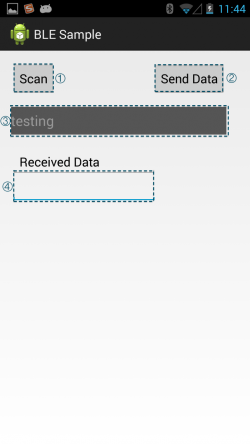 11:44
BLE Sample
Scan ① Send Data ②
③ testing
Received Data
④